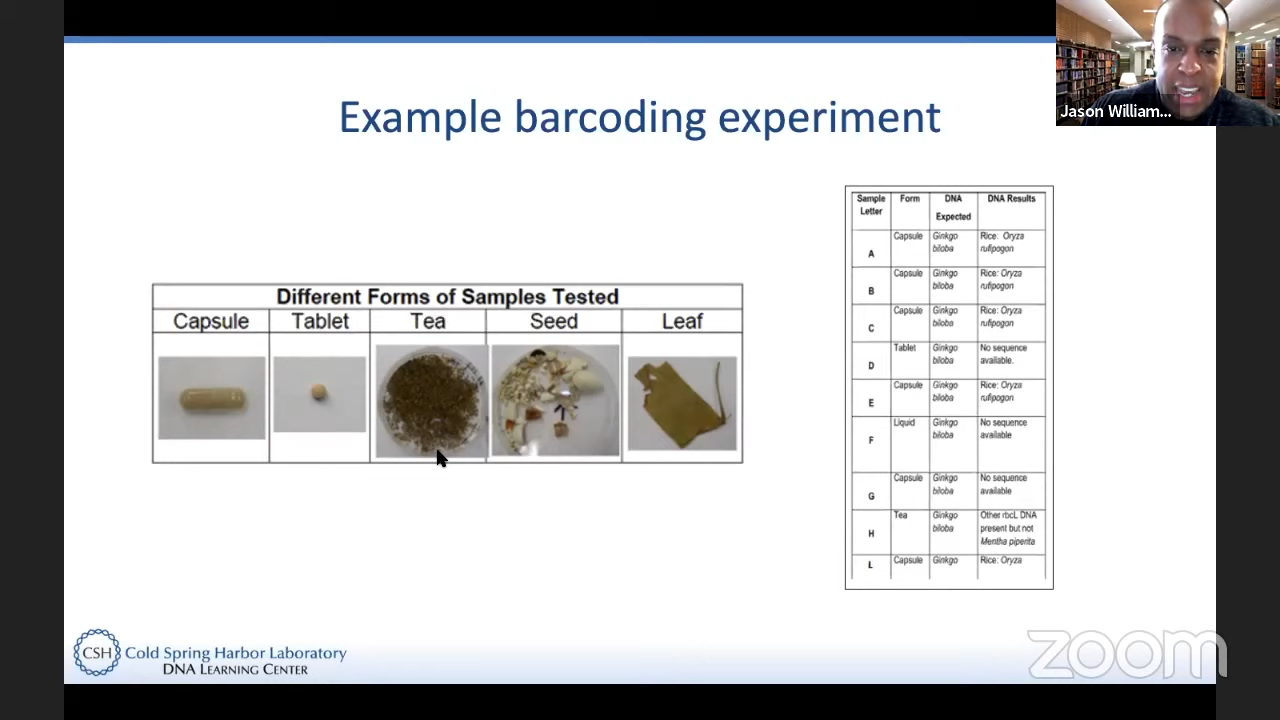 Example barcoding experiment
Jason William...
Different Forms of Samples Tested
Capsule Tablet Tea Seed Leaf
Sample Letter Form DNA Expected DNA Results
A Capsule Ginkgo biloba Rice: Oryza rufipogon
B Capsule Ginkgo biloba Rice: Oryza rufipogon
C Capsule Ginkgo biloba Rice: Oryza rufipogon
D Tablet Ginkgo biloba No sequence available.
E Capsule Ginkgo biloba Rice: Oryza rufipogon
F Liquid Ginkgo biloba No sequence available
G Capsule Ginkgo biloba No sequence available
H Tea Ginkgo biloba Other rbcL DNA present but not Mentha piperita
L Capsule Ginkgo Rice: Oryza
CSH Cold Spring Harbor Laboratory
DNA LEARNING CENTER
zoom